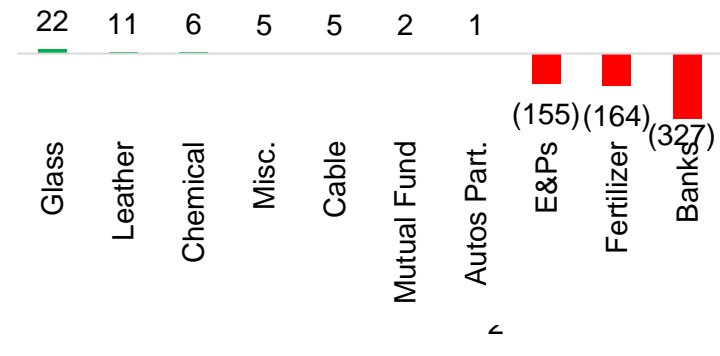 22 11 6 5 5 2 1
(155) (164) (327)
Glass
Leather
Chemical
Misc.
Cable
Mutual Fund
Autos Part.
E&Ps
Fertilizer
Banks